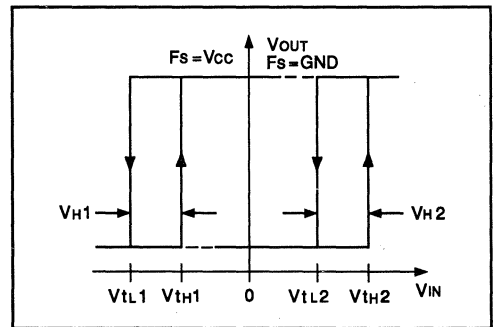 VOUT
Fs=Vcc
Fs=GND
VH1
VH2
VtL1
VtH1
0
VtL2
VtH2
VIN